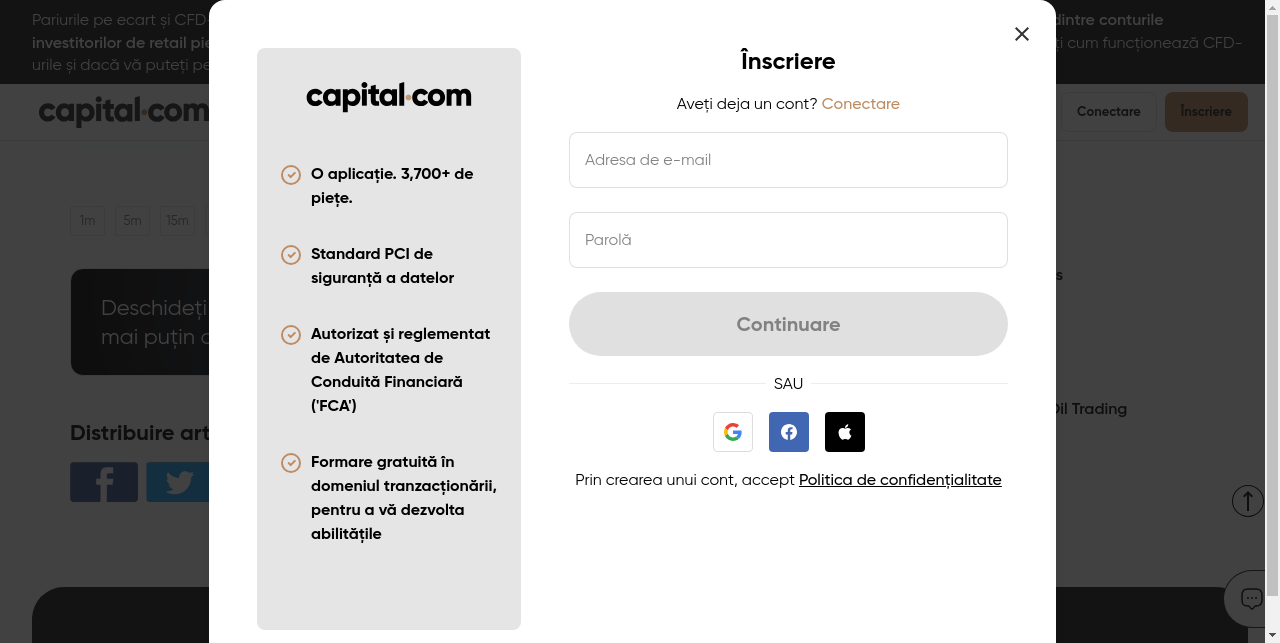 Pariurile pe ecart și CFD-
dintre conturile
investitorilor de retail pie
ți cum funcționează CFD-
urile și dacă vă puteți pe
capital.com
Conectare
Înscriere
1m
5m
15m
Deschideți
mai puțin d
Distribuire art
s
Oil Trading
capital.com
O aplicație. 3,700+ de
piețe.
Standard PCI de
siguranță a datelor
Autorizat și reglementat
de Autoritatea de
Conduită Financiară
('FCA')
Formare gratuită în
domeniul tranzacționării,
pentru a vă dezvolta
abilitățile
Înscriere
Aveți deja un cont? Conectare
Adresa de e-mail
Parolă
Continuare
SAU
Prin crearea unui cont, accept Politica de confidențialitate